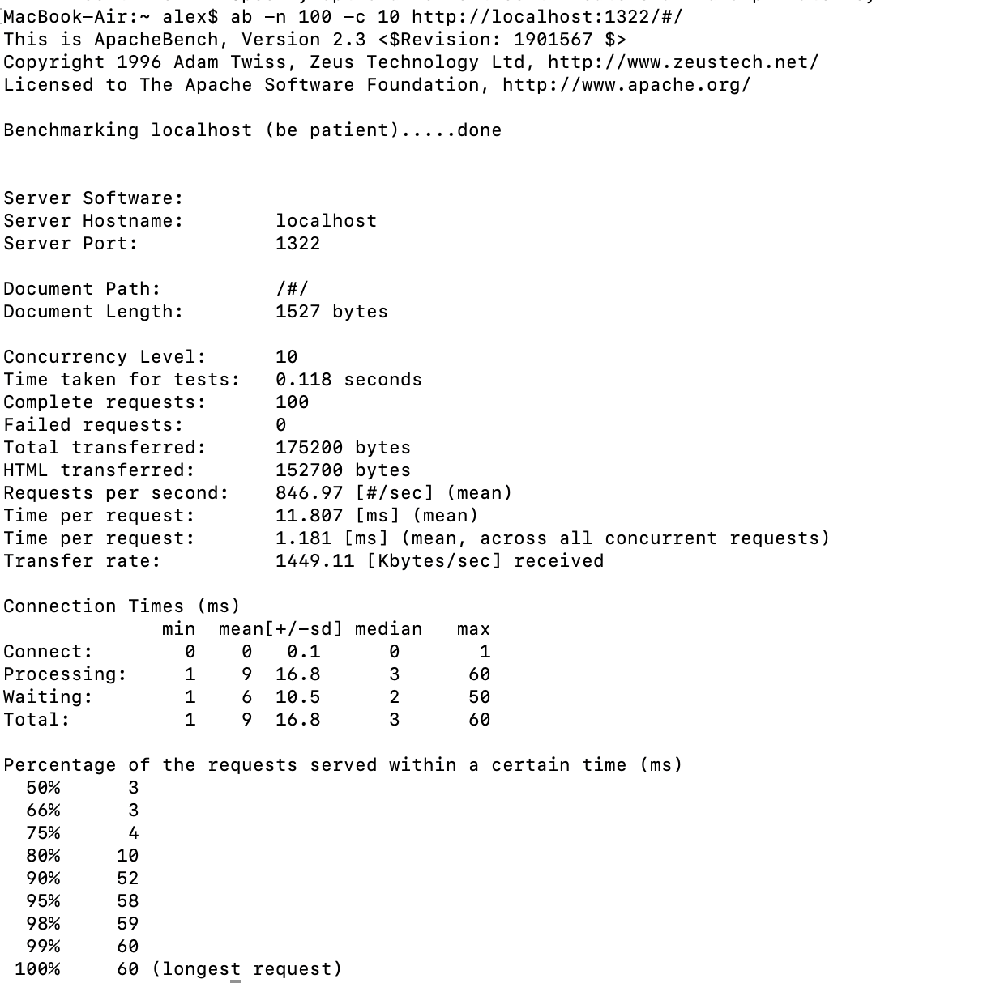 MacBook-Air:~ alex$ ab -n 100 -c 10 http://localhost:1322/#/
This is ApacheBench, Version 2.3 <$Revision: 1901567 $>
Copyright 1996 Adam Twiss, Zeus Technology Ltd, http://www.zeustech.net/
Licensed to The Apache Software Foundation, http://www.apache.org/

Benchmarking localhost (be patient).....done


Server Software:
Server Hostname:        localhost
Server Port:            1322

Document Path:          /#/
Document Length:        1527 bytes

Concurrency Level:      10
Time taken for tests:   0.118 seconds
Complete requests:      100
Failed requests:        0
Total transferred:      175200 bytes
HTML transferred:       152700 bytes
Requests per second:    846.97 [#/sec] (mean)
Time per request:       11.807 [ms] (mean)
Time per request:       1.181 [ms] (mean, across all concurrent requests)
Transfer rate:          1449.11 [Kbytes/sec] received

Connection Times (ms)
              min  mean[+/-sd] median   max
Connect:        0    0   0.1      0       1
Processing:     1    9  16.8      3      60
Waiting:        1    6  10.5      2      50
Total:          1    9  16.8      3      60

Percentage of the requests served within a certain time (ms)
  50%      3
  66%      3
  75%      4
  80%     10
  90%     52
  95%     58
  98%     59
  99%     60
 100%     60 (longest request)